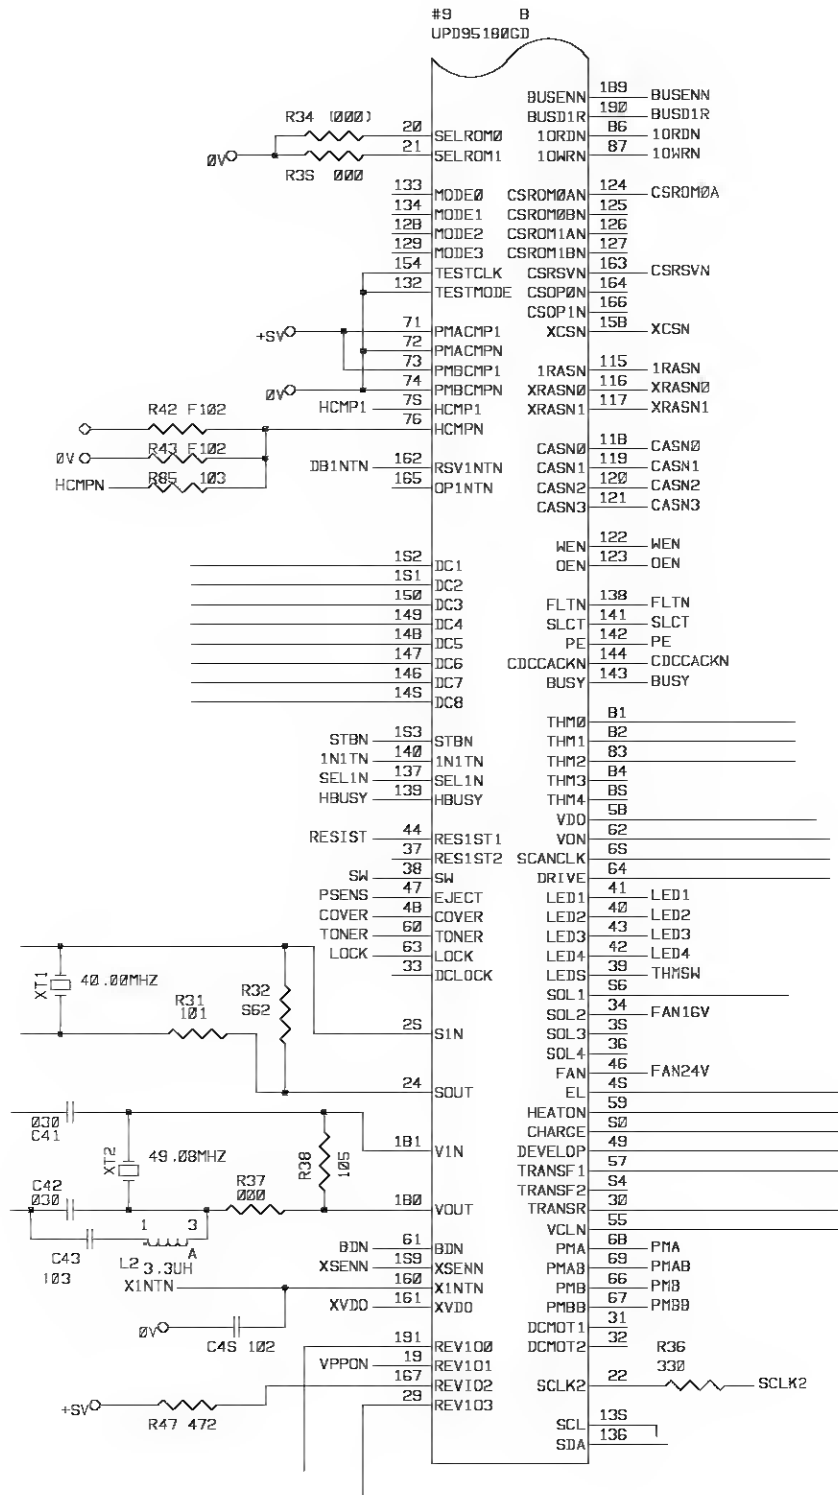 #9 B
UPD95180GD
BUSENN 189 BUSENN
BUSD1R 190 BUSD1R
R34 (000)
20 SELROM0 10RDN 86 10RDN
0V 21 SELROM1 10WRN 87 10WRN
R35 000
133 MODE0 CSROM0AN 124 CSROM0A
134 MODE1 CSROM0BN 125
128 MODE2 CSROM1AN 126
129 MODE3 CSROM1BN 127
154 TESTCLK CSRSVN 163 CSRSVN
132 TESTMODE CSOP0N 164
CSOP1N 166
+5V 71 PMACMP1 XCSN 158 XCSN
72 PMACMPN
73 PMBCMP1 1RASN 115 1RASN
0V 74 PMBCMPN XRASN0 116 XRASN0
HCMP1 75 HCMP1 XRASN1 117 XRASN1
R42 F102 76 HCMPN
CASN0 118 CASN0
0V R43 F102
DB1NTN 162 RSV1NTN CASN1 119 CASN1
HCMPN R85 103 165 OP1NTN CASN2 120 CASN2
CASN3 121 CASN3
WEN 122 WEN
152 DC1 OEN 123 OEN
151 DC2
150 DC3 FLTN 138 FLTN
149 DC4 SLCT 141 SLCT
148 DC5 PE 142 PE
147 DC6 CDCCACKN 144 CDCCACKN
146 DC7 BUSY 143 BUSY
145 DC8
THM0 81
STBN 153 STBN THM1 82
1N1TN 140 1N1TN THM2 83
SEL1N 137 SEL1N THM3 84
HBUSY 139 HBUSY THM4 85
VDO 58
RESIST 44 RES1ST1 VON 62
37 RES1ST2 SCANCLK 65
SW 38 SW DRIVE 64
PSENS 47 EJECT LED1 41 LED1
COVER 48 COVER LED2 40 LED2
TONER 60 TONER LED3 43 LED3
LOCK 63 LOCK LED4 42 LED4
33 DCLOCK LED5 39 THMSW
XT1 40.00MHZ
SOL1 56
R31 101 R32 562
SOL2 34 FAN16V
25 S1N SOL3 35
SOL4 36
FAN 46 FAN24V
24 SOUT EL 45
HEATON 59
030 C41
CHARGE 50
181 V1N DEVELOP 49
XT2 49.08MHZ R38 105
TRANSF1 57
C42 030 R37 000
TRANSF2 54
180 VOUT TRANSR 30
1 3
VCLN 55
C43 103 L2 3.3UH A
BDN 61 BDN PMA 68 PMA
XSENN 159 XSENN PMAB 69 PMAB
X1NTN 160 X1NTN PMB 66 PMB
XVDO 161 XVDO PMBB 67 PMBB
0V C45 102
DCMOT1 31
191 REV100 DCMOT2 32
VPPON 19 REV101
R36 330
167 REVIO2 SCLK2 22 SCLK2
+5V R47 472
29 REV103
SCL 135
SDA 136